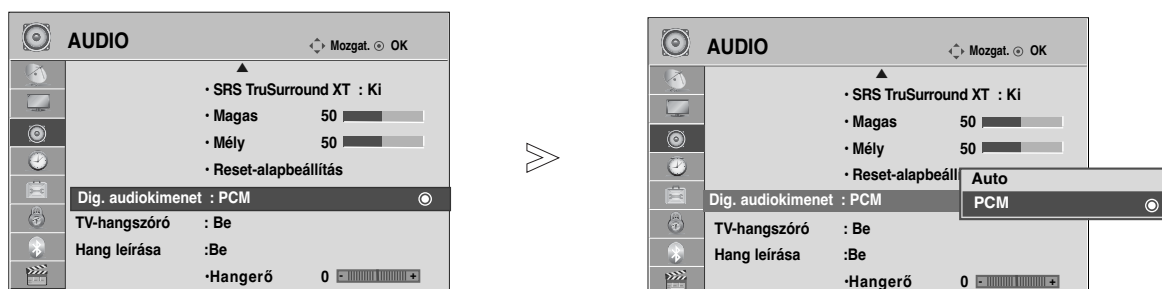 AUDIO
Mozgat. OK
• SRS TruSurround XT : Ki
• Magas 50
• Mély 50
• Reset-alapbeállítás
Dig. audiokimenet : PCM
TV-hangszóró : Be
Hang leírása :Be
•Hangerő 0 - +
>
AUDIO
Mozgat. OK
• SRS TruSurround XT : Ki
• Magas 50
• Mély 50
• Reset-alapbeáll
Dig. audiokimenet : PCM
Auto
PCM
TV-hangszóró : Be
Hang leírása :Be
•Hangerő 0 - +